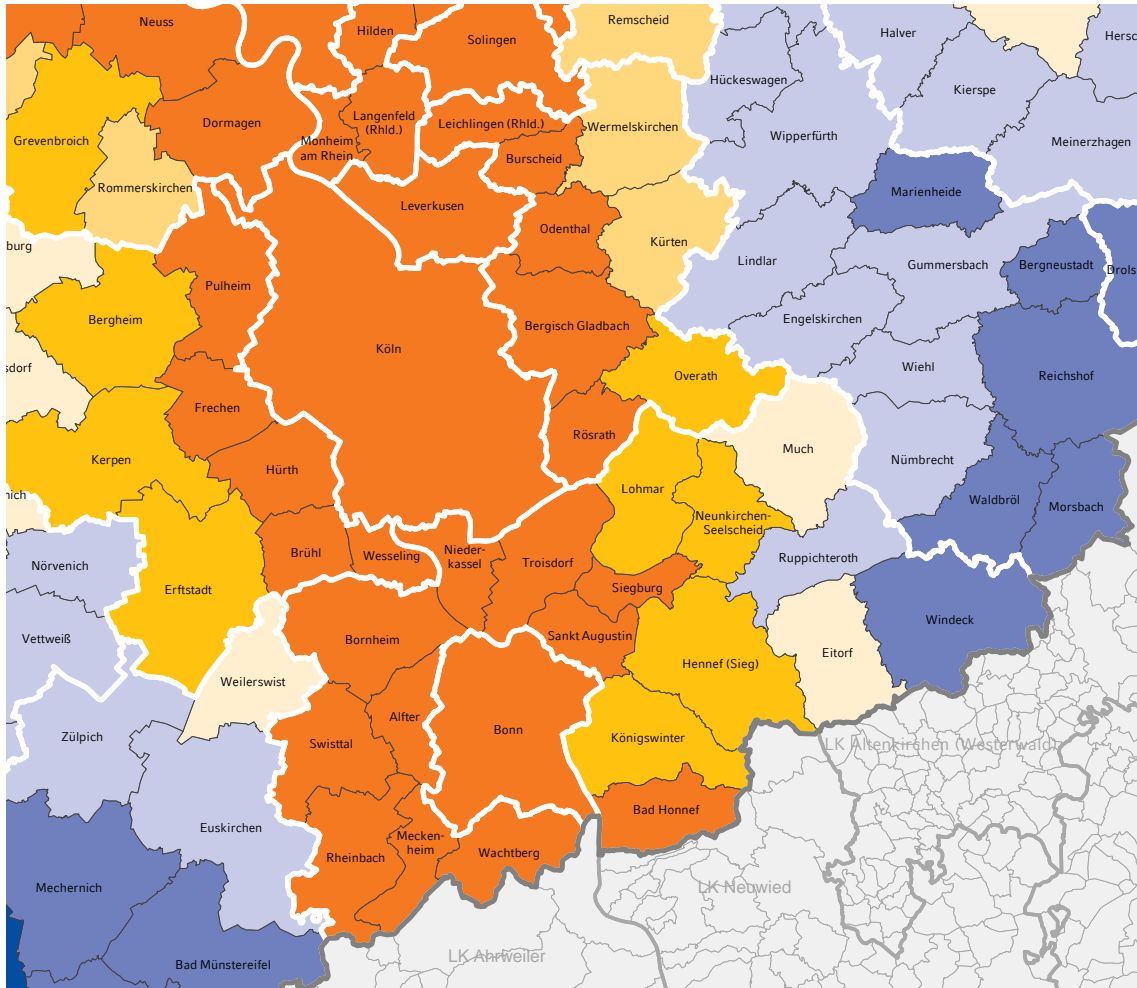 Neuss
Hilden
Solingen
Remscheid
Halver
Hersc
Hückeswagen
Kierspe
Langenfeld
(Rhld.)
Dormagen
Leichlingen (Rhld.)
Wermelskirchen
Wipperfürth
Meinerzhagen
Grevenbroich
Monheim
am Rhein
Burscheid
Rommerskirchen
Marienheide
Leverkusen
Odenthal
Kürten
burg
Lindlar
Gummersbach
Bergneustadt
Drols
Pulheim
Bergheim
Bergisch Gladbach
Engelskirchen
Köln
sdorf
Overath
Wiehl
Reichshof
Frechen
Rösrath
Much
Kerpen
Hürth
Nümbrecht
Lohmar
nich
Waldbröl
Morsbach
Neunkirchen-
Seelscheid
Brühl
Wesseling
Nieder-
kassel
Troisdorf
Ruppichteroth
Nörvenich
Erftstadt
Siegburg
Windeck
Vettweiß
Bornheim
Sankt Augustin
Eitorf
Hennef (Sieg)
Weilerswist
Alfter
Zülpich
Swisttal
Bonn
Königswinter
LK Altenkirchen (Westerwald)
Euskirchen
Bad Honnef
Mecken-
heim
Rheinbach
Wachtberg
Mechernich
LK Neuwied
LK Ahrweiler
Bad Münstereifel